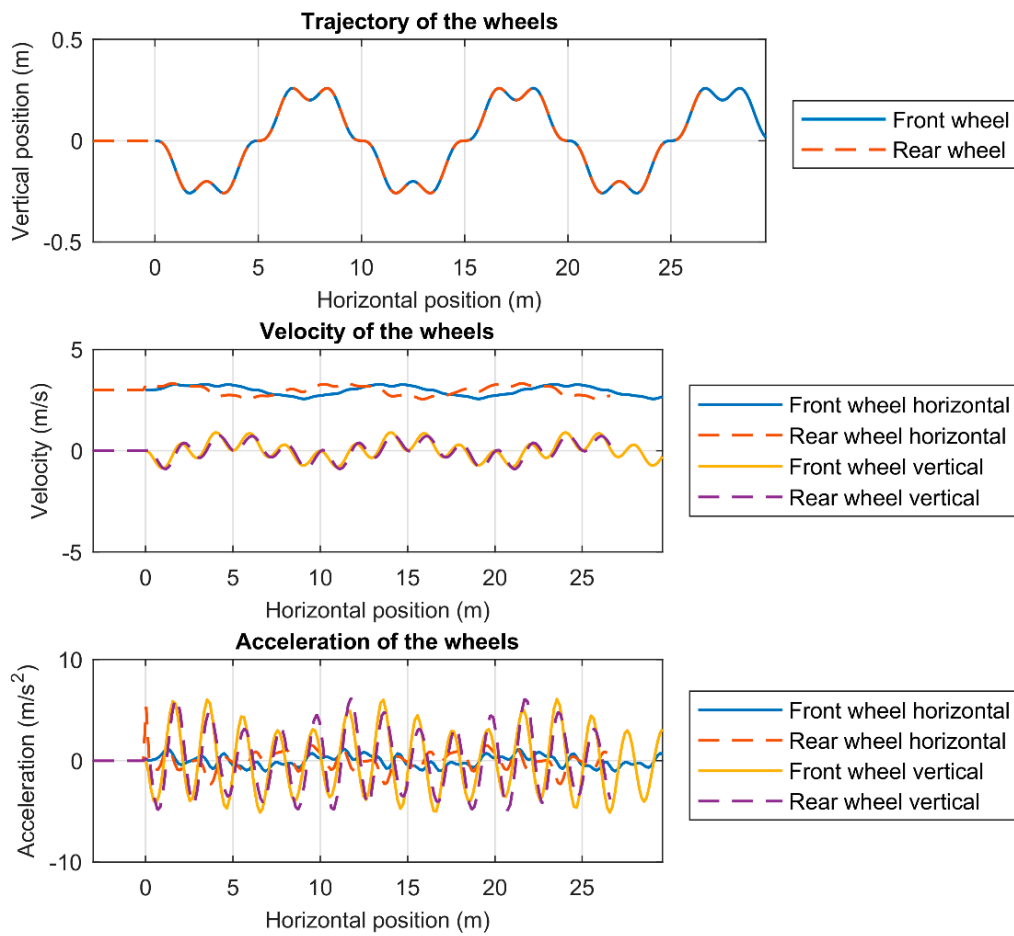 Trajectory of the wheels
0.5
0
-0.5
Vertical position (m)
0 5 10 15 20 25
Horizontal position (m)
Front wheel
Rear wheel
Velocity of the wheels
5
0
-5
Velocity (m/s)
0 5 10 15 20 25
Horizontal position (m)
Front wheel horizontal
Rear wheel horizontal
Front wheel vertical
Rear wheel vertical
Acceleration of the wheels
10
0
-10
Acceleration (m/s²)
0 5 10 15 20 25
Horizontal position (m)
Front wheel horizontal
Rear wheel horizontal
Front wheel vertical
Rear wheel vertical